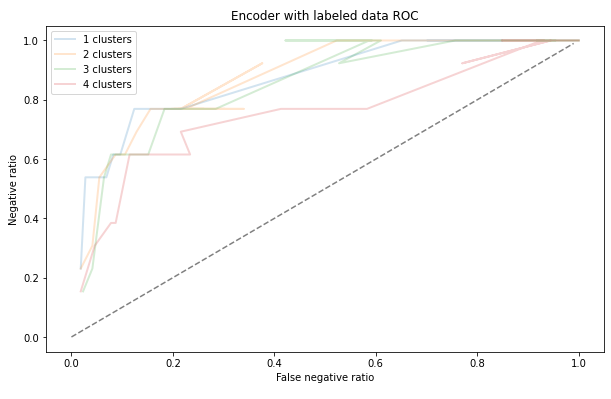 Encoder with labeled data ROC
1 clusters
2 clusters
3 clusters
4 clusters
Negative ratio
1.0
0.8
0.6
0.4
0.2
0.0
0.0
0.2
0.4
0.6
0.8
1.0
False negative ratio